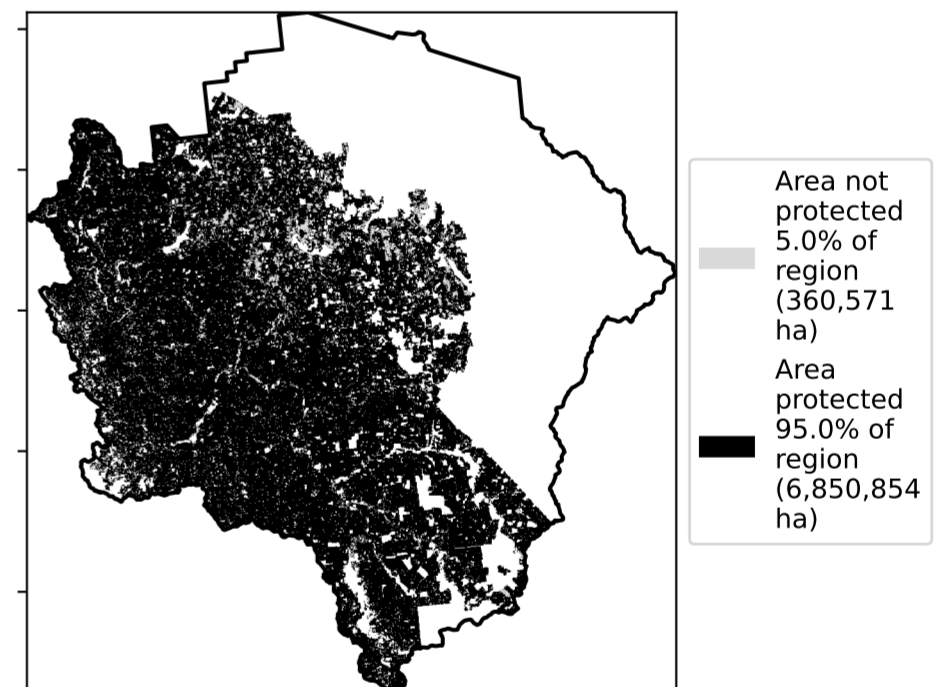 Area not
protected
5.0% of
region
(360,571
ha)
Area
protected
95.0% of
region
(6,850,854
ha)